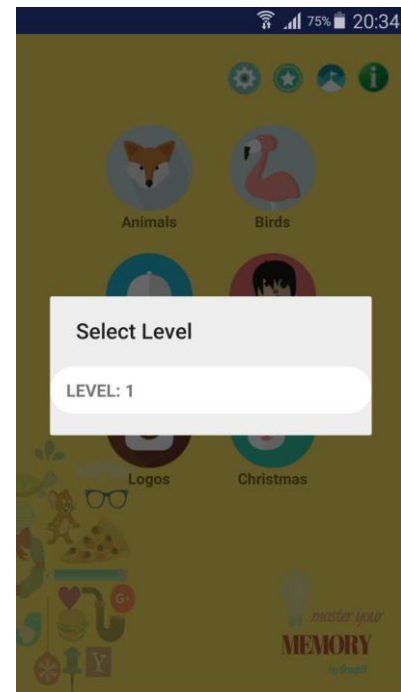 75% 20:34
Animals
Birds
Select Level
LEVEL: 1
Logos
Christmas
G+
master your
MEMORY
Y